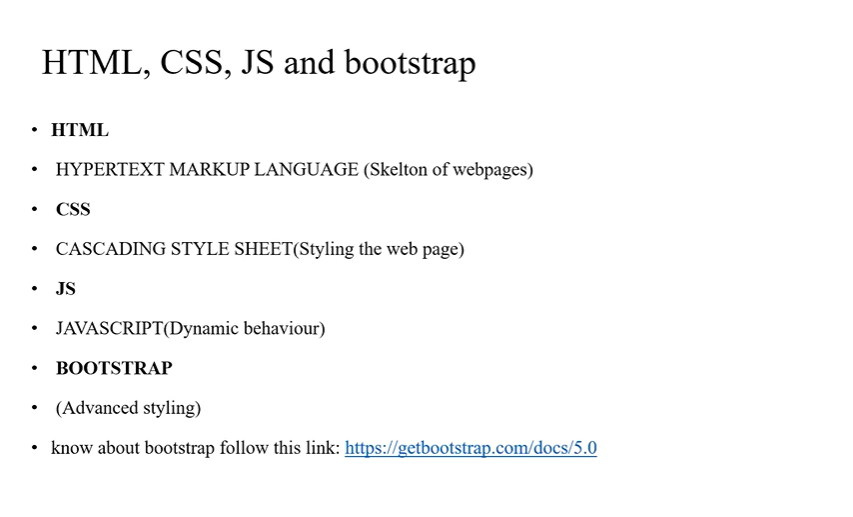 HTML, CSS, JS and bootstrap
• HTML
• HYPERTEXT MARKUP LANGUAGE (Skelton of webpages)
• CSS
• CASCADING STYLE SHEET(Styling the web page)
• JS
• JAVASCRIPT(Dynamic behaviour)
• BOOTSTRAP
• (Advanced styling)
• know about bootstrap follow this link: https://getbootstrap.com/docs/5.0